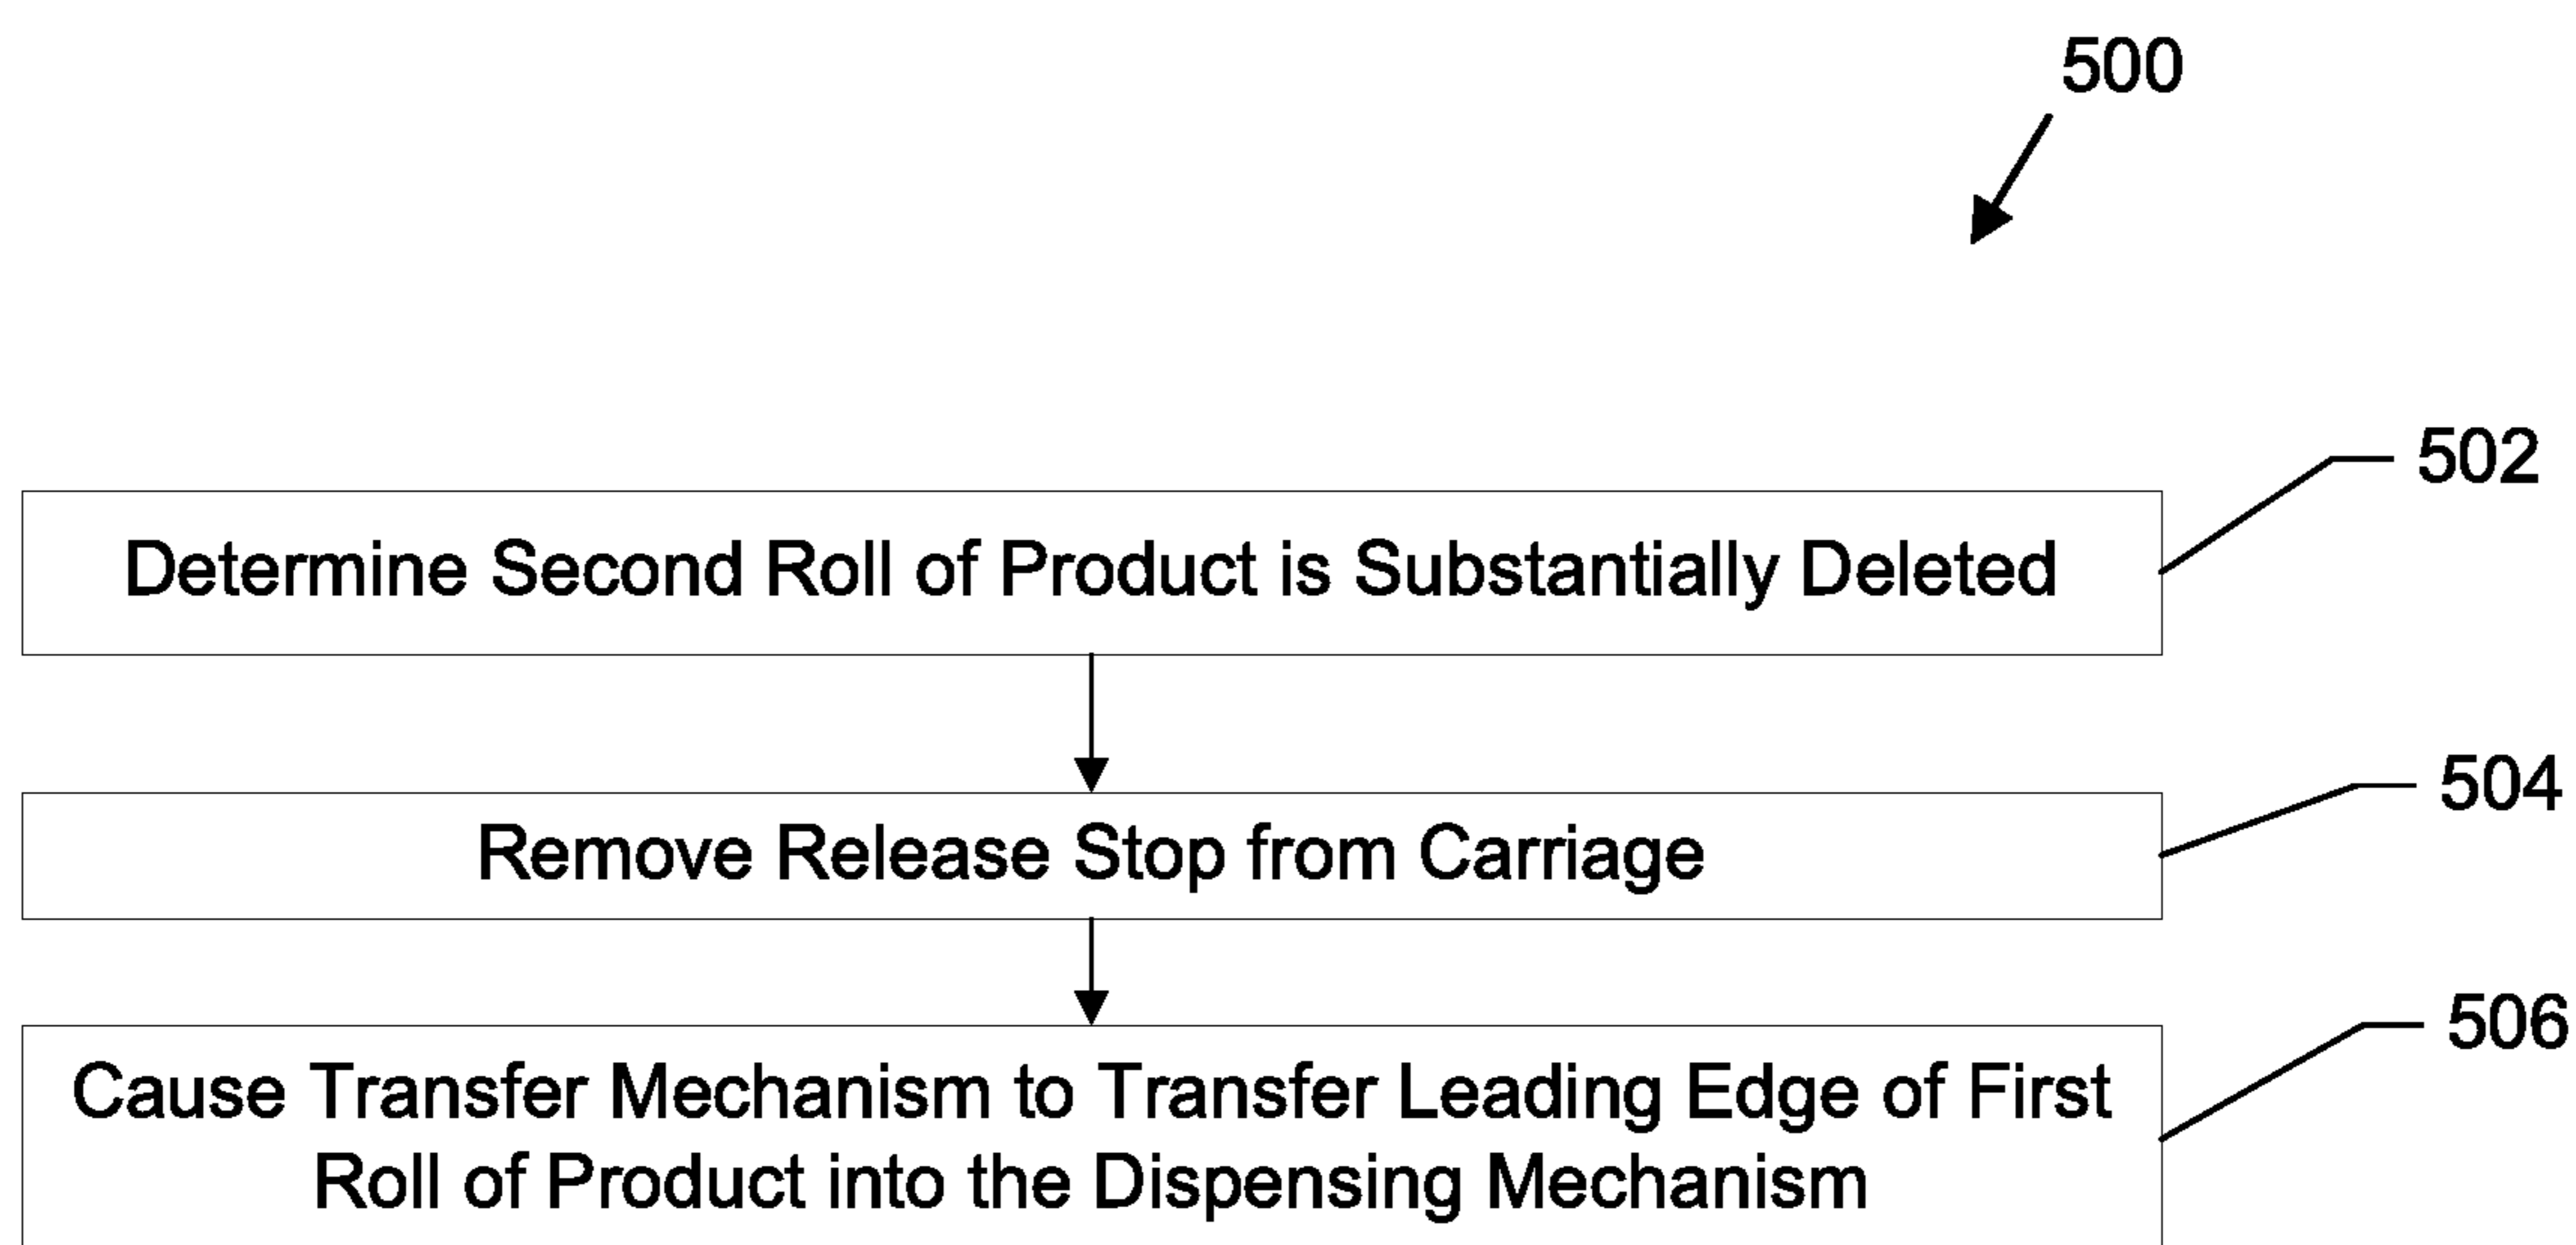 500
502
Determine Second Roll of Product is Substantially Deleted
504
Remove Release Stop from Carriage
506
Cause Transfer Mechanism to Transfer Leading Edge of First
Roll of Product into the Dispensing Mechanism